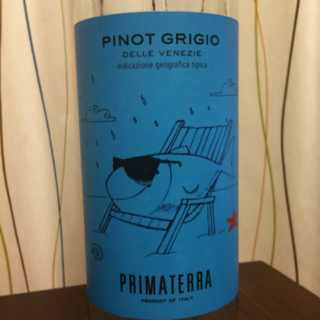 PINOT GRIGIO
DELLE VENEZIE
indicazione geografica tipica
PRIMATERRA
PRODUCT OF ITALY